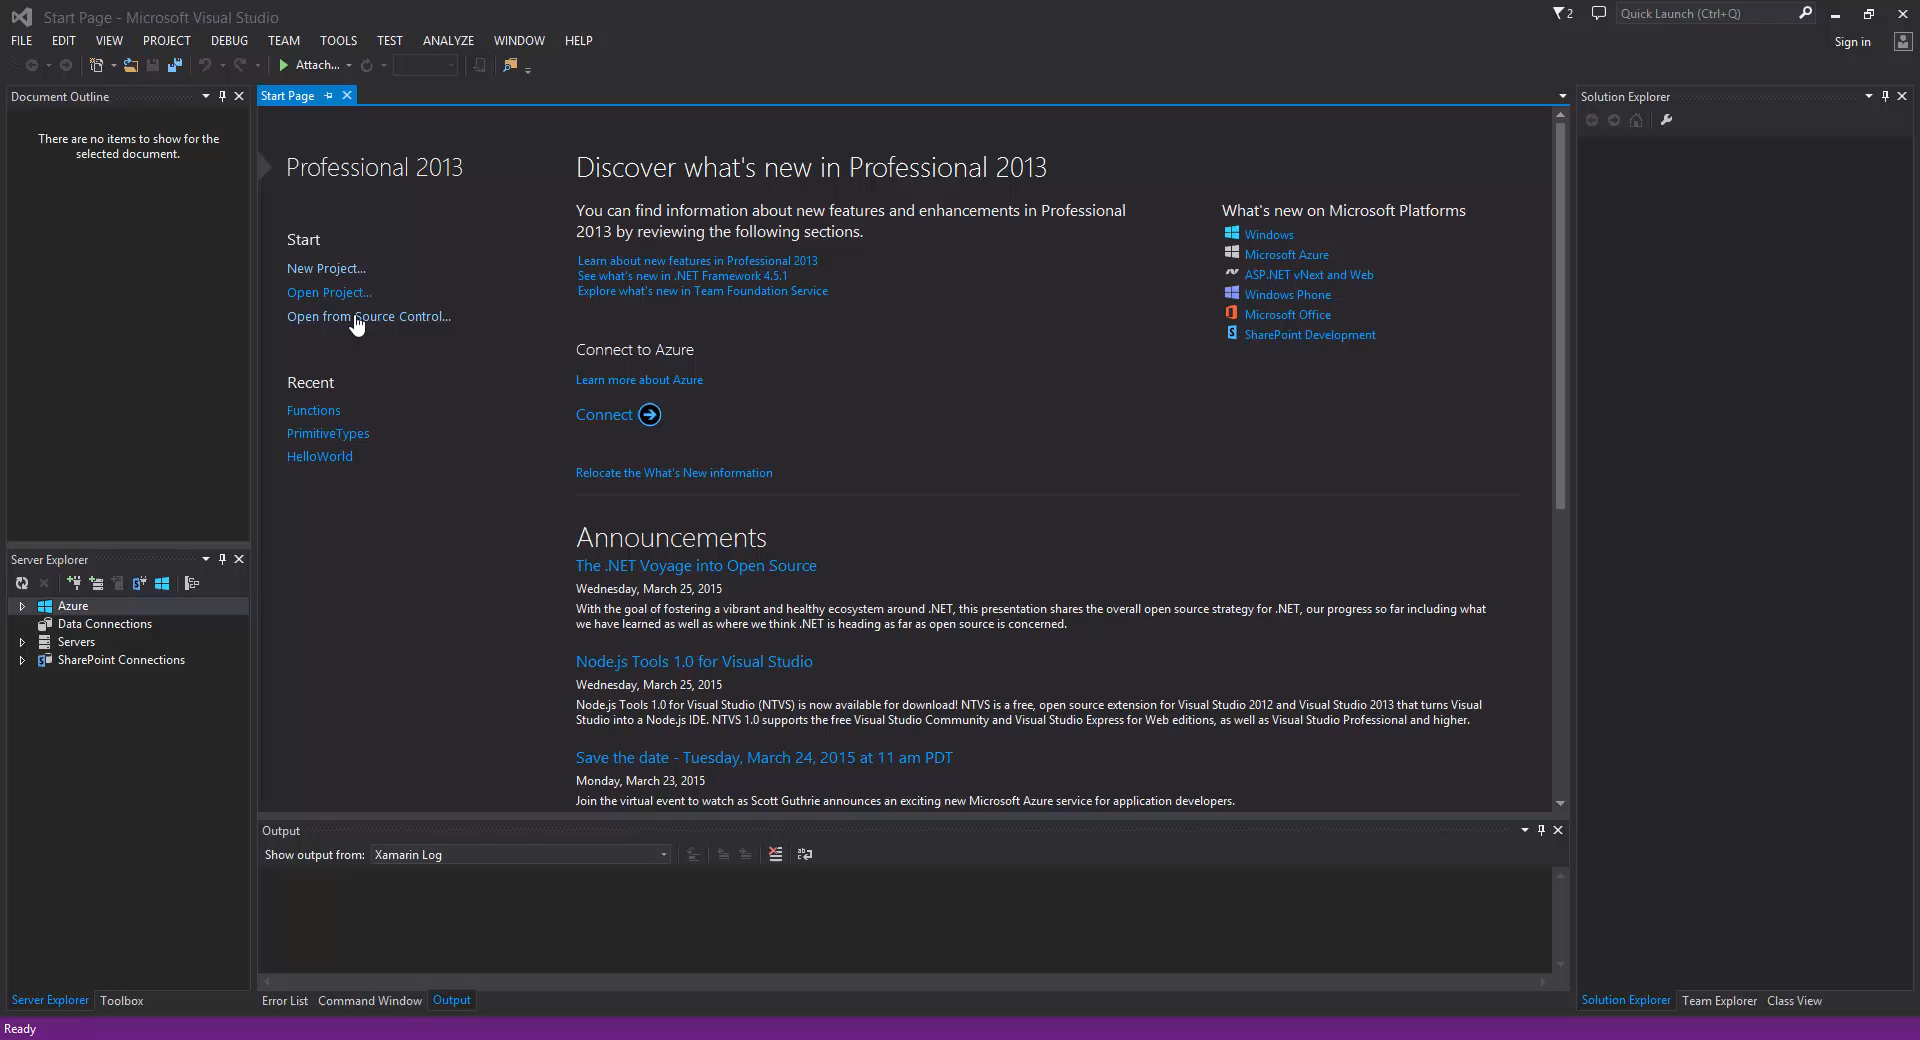 Start Page - Microsoft Visual Studio
2
Quick Launch (Ctrl+Q)
FILE EDIT VIEW PROJECT DEBUG TEAM TOOLS TEST ANALYZE WINDOW HELP
Sign in
Attach...
Document Outline
There are no items to show for the
selected document.
Server Explorer
Azure
Data Connections
Servers
SharePoint Connections
Server Explorer Toolbox
Start Page
Professional 2013
Start
New Project...
Open Project...
Open from Source Control...
Recent
Functions
PrimitiveTypes
HelloWorld
Discover what's new in Professional 2013
You can find information about new features and enhancements in Professional
2013 by reviewing the following sections.
Learn about new features in Professional 2013
See what's new in .NET Framework 4.5.1
Explore what's new in Team Foundation Service
What's new on Microsoft Platforms
Windows
Microsoft Azure
ASP.NET vNext and Web
Windows Phone
Microsoft Office
SharePoint Development
Connect to Azure
Learn more about Azure
Connect
Relocate the What's New information
Announcements
The .NET Voyage into Open Source
Wednesday, March 25, 2015
With the goal of fostering a vibrant and healthy ecosystem around .NET, this presentation shares the overall open source strategy for .NET, our progress so far including what
we have learned as well as where we think .NET is heading as far as open source is concerned.
Node.js Tools 1.0 for Visual Studio
Wednesday, March 25, 2015
Node.js Tools 1.0 for Visual Studio (NTVS) is now available for download! NTVS is a free, open source extension for Visual Studio 2012 and Visual Studio 2013 that turns Visual
Studio into a Node.js IDE. NTVS 1.0 supports the free Visual Studio Community and Visual Studio Express for Web editions, as well as Visual Studio Professional and higher.
Save the date - Tuesday, March 24, 2015 at 11 am PDT
Monday, March 23, 2015
Join the virtual event to watch as Scott Guthrie announces an exciting new Microsoft Azure service for application developers.
Output
Show output from: Xamarin Log
Error List Command Window Output
Solution Explorer
Solution Explorer Team Explorer Class View
Ready